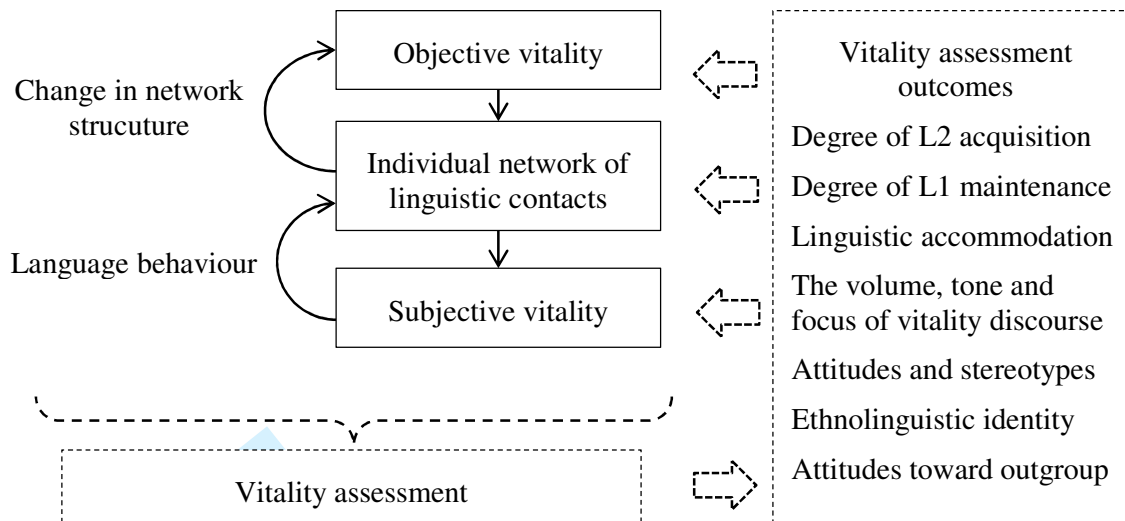 Objective vitality
Change in network
strucuture
Individual network of
linguistic contacts
Language behaviour
Subjective vitality
Vitality assessment
Vitality assessment
outcomes
Degree of L2 acquisition
Degree of L1 maintenance
Linguistic accommodation
The volume, tone and
focus of vitality discourse
Attitudes and stereotypes
Ethnolinguistic identity
Attitudes toward outgroup